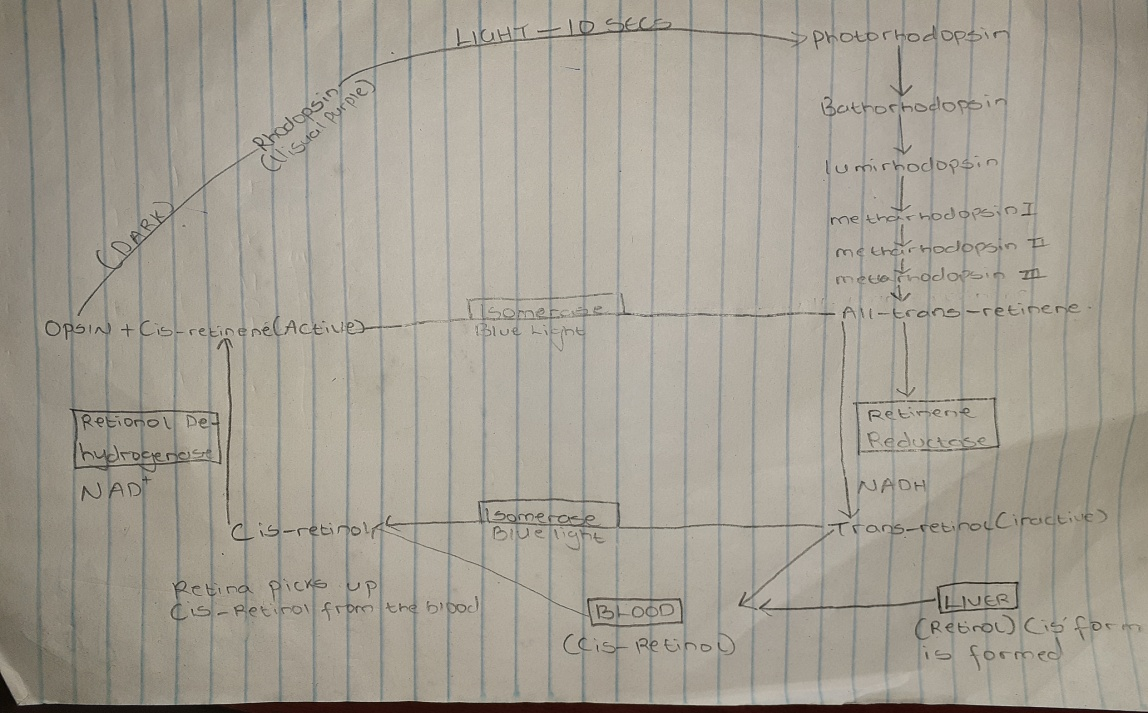 LIGHT - 10 SECS
Photorhodopsin
Rhodopsin
(Visual Purple)
Bathorhodopsin
lumirhodopsin
(DARK)
metharhodopsin I
metharhodopsin II
metarhodopsin III
Opsin + Cis-retinene(Active)
Isomerase
Blue Light
All-trans-retinene.
Retionol De-
hydrogenase
NAD+
Retinene
Reductase
NADH
Cis-retinol
Isomerase
Blue light
Trans-retinol(inactive)
Retina picks up
Cis-Retinol from the blood
BLOOD
(Cis-Retinol)
LIVER
(Retinol) Cis form
is formed